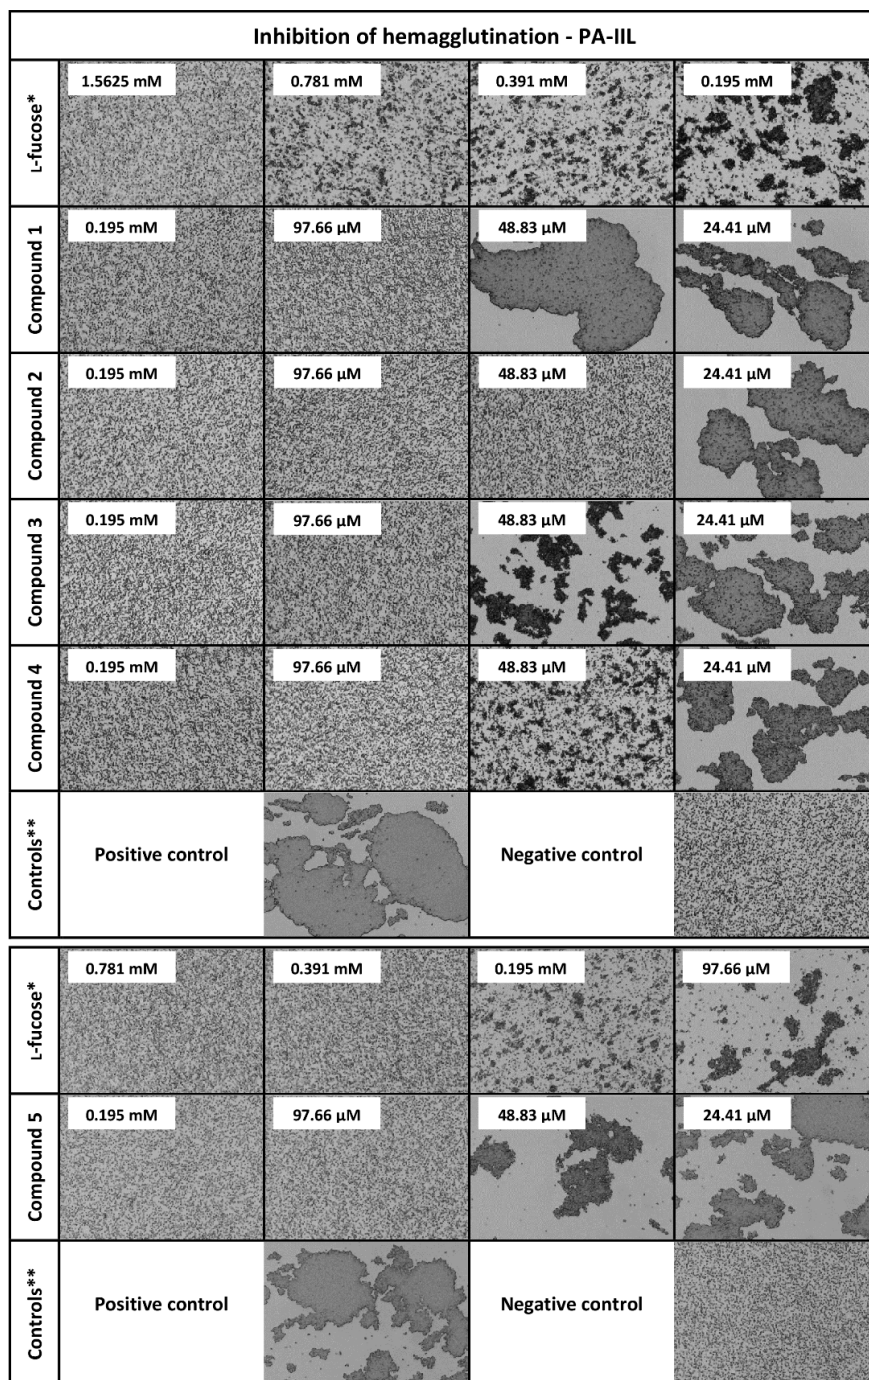 Inhibition of hemagglutination - PA-IIL
L-fucose*
1.5625 mM
0.781 mM
0.391 mM
0.195 mM
Compound 1
0.195 mM
97.66 µM
48.83 µM
24.41 µM
Compound 2
0.195 mM
97.66 µM
48.83 µM
24.41 µM
Compound 3
0.195 mM
97.66 µM
48.83 µM
24.41 µM
Compound 4
0.195 mM
97.66 µM
48.83 µM
24.41 µM
Controls**
Positive control
Negative control
L-fucose*
0.781 mM
0.391 mM
0.195 mM
97.66 µM
Compound 5
0.195 mM
97.66 µM
48.83 µM
24.41 µM
Controls**
Positive control
Negative control